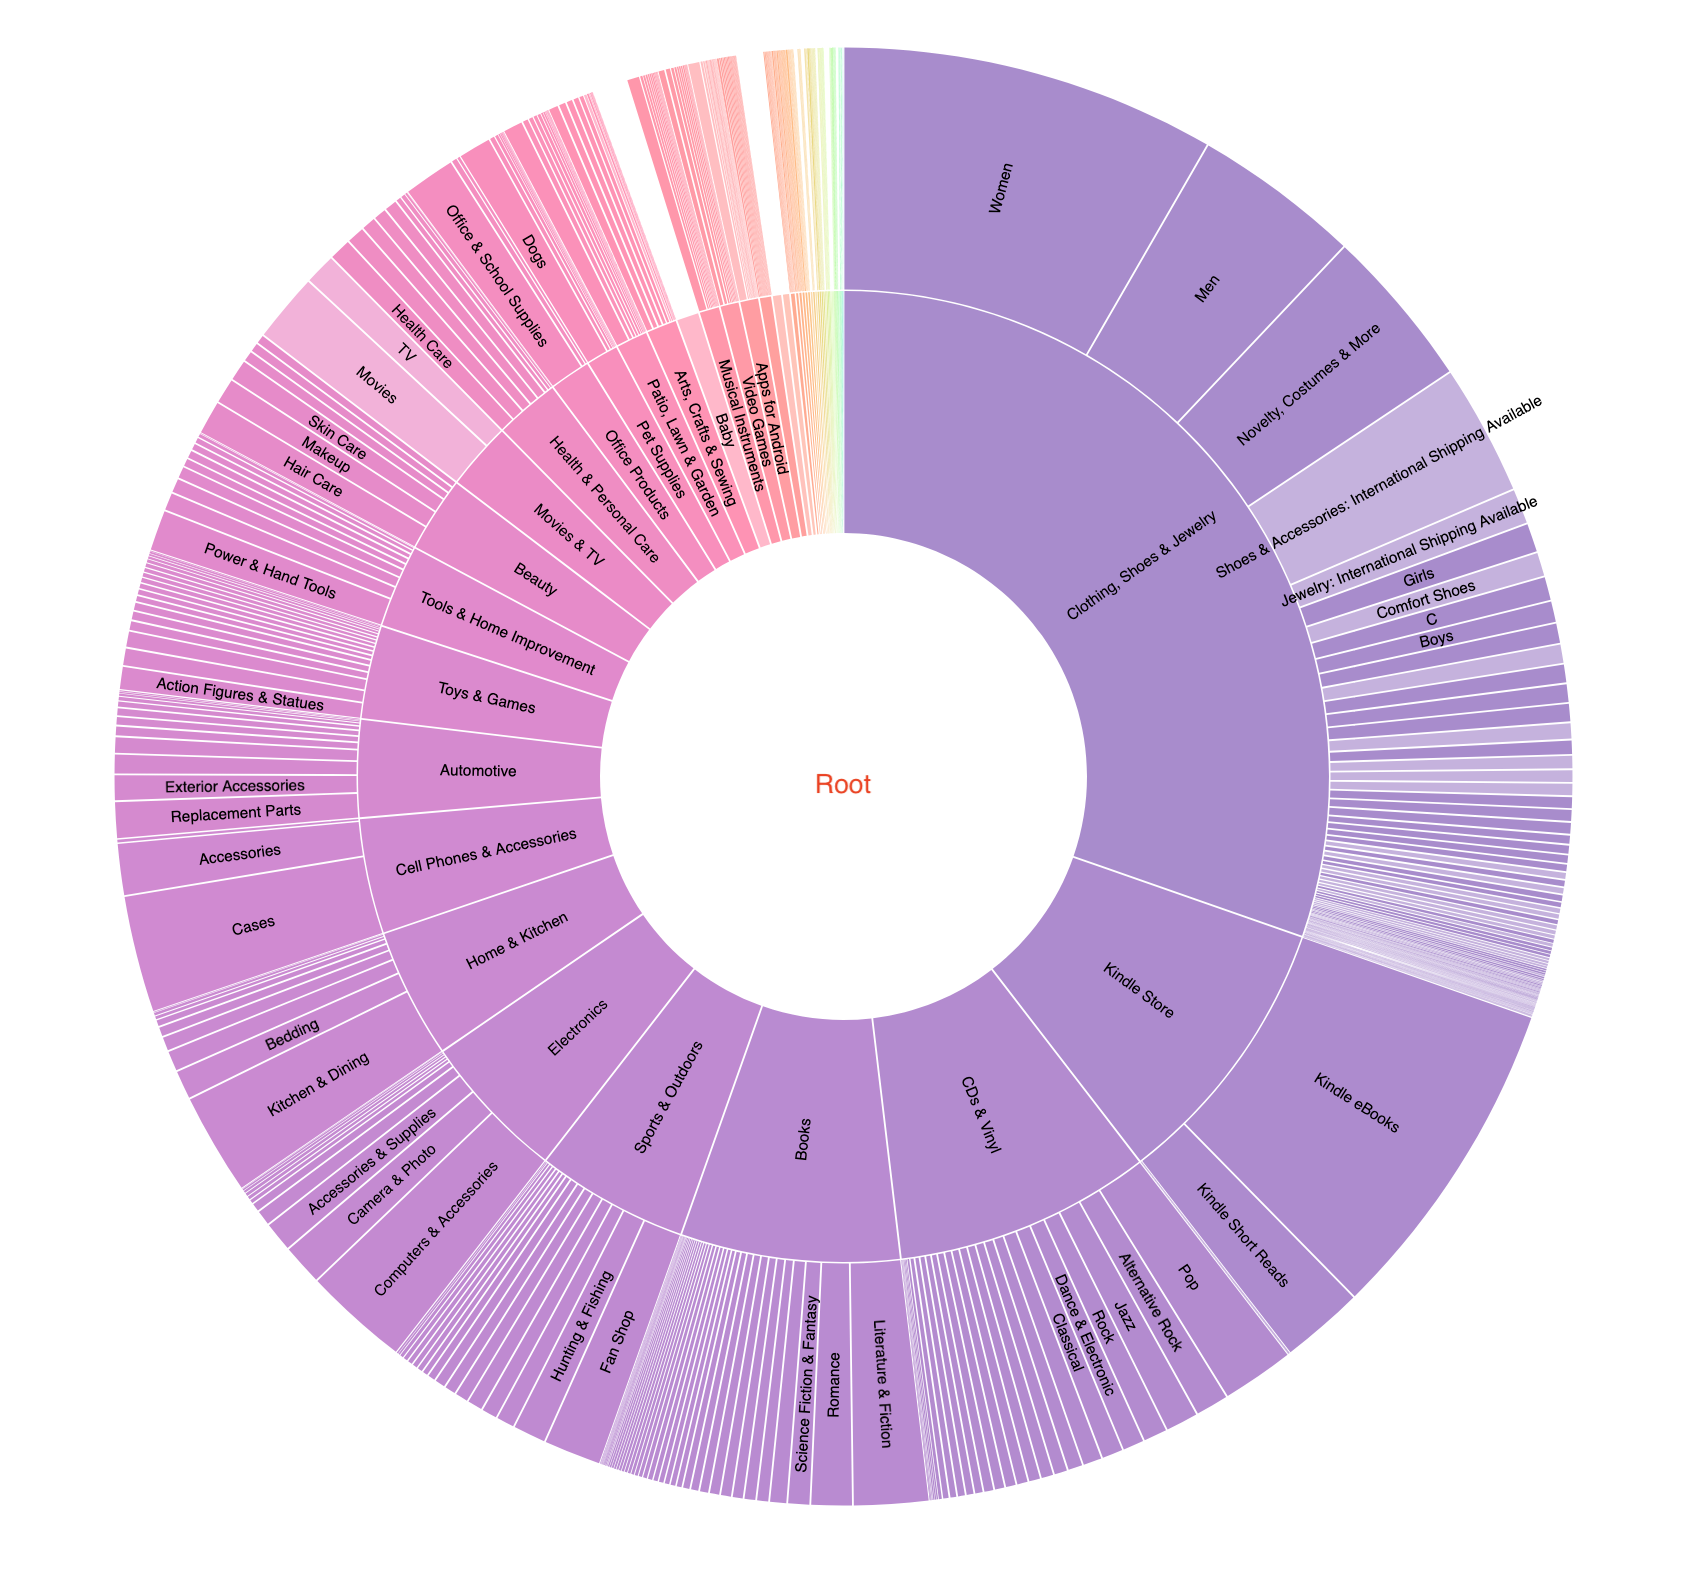 Root
Clothing, Shoes & Jewelry
Women
Men
Novelty, Costumes & More
Shoes & Accessories: International Shipping Available
Jewelry: International Shipping Available
Girls
Comfort Shoes
C
Boys
Kindle Store
Kindle eBooks
Kindle Short Reads
CDs & Vinyl
Pop
Alternative Rock
Jazz
Rock
Dance & Electronic
Classical
Books
Literature & Fiction
Romance
Science Fiction & Fantasy
Sports & Outdoors
Fan Shop
Hunting & Fishing
Electronics
Computers & Accessories
Camera & Photo
Accessories & Supplies
Home & Kitchen
Kitchen & Dining
Bedding
Cell Phones & Accessories
Cases
Accessories
Automotive
Replacement Parts
Exterior Accessories
Toys & Games
Action Figures & Statues
Tools & Home Improvement
Power & Hand Tools
Beauty
Hair Care
Makeup
Skin Care
Movies & TV
Movies
TV
Health & Personal Care
Health Care
Office Products
Office & School Supplies
Pet Supplies
Dogs
Patio, Lawn & Garden
Arts, Crafts & Sewing
Baby
Musical Instruments
Video Games
Apps for Android